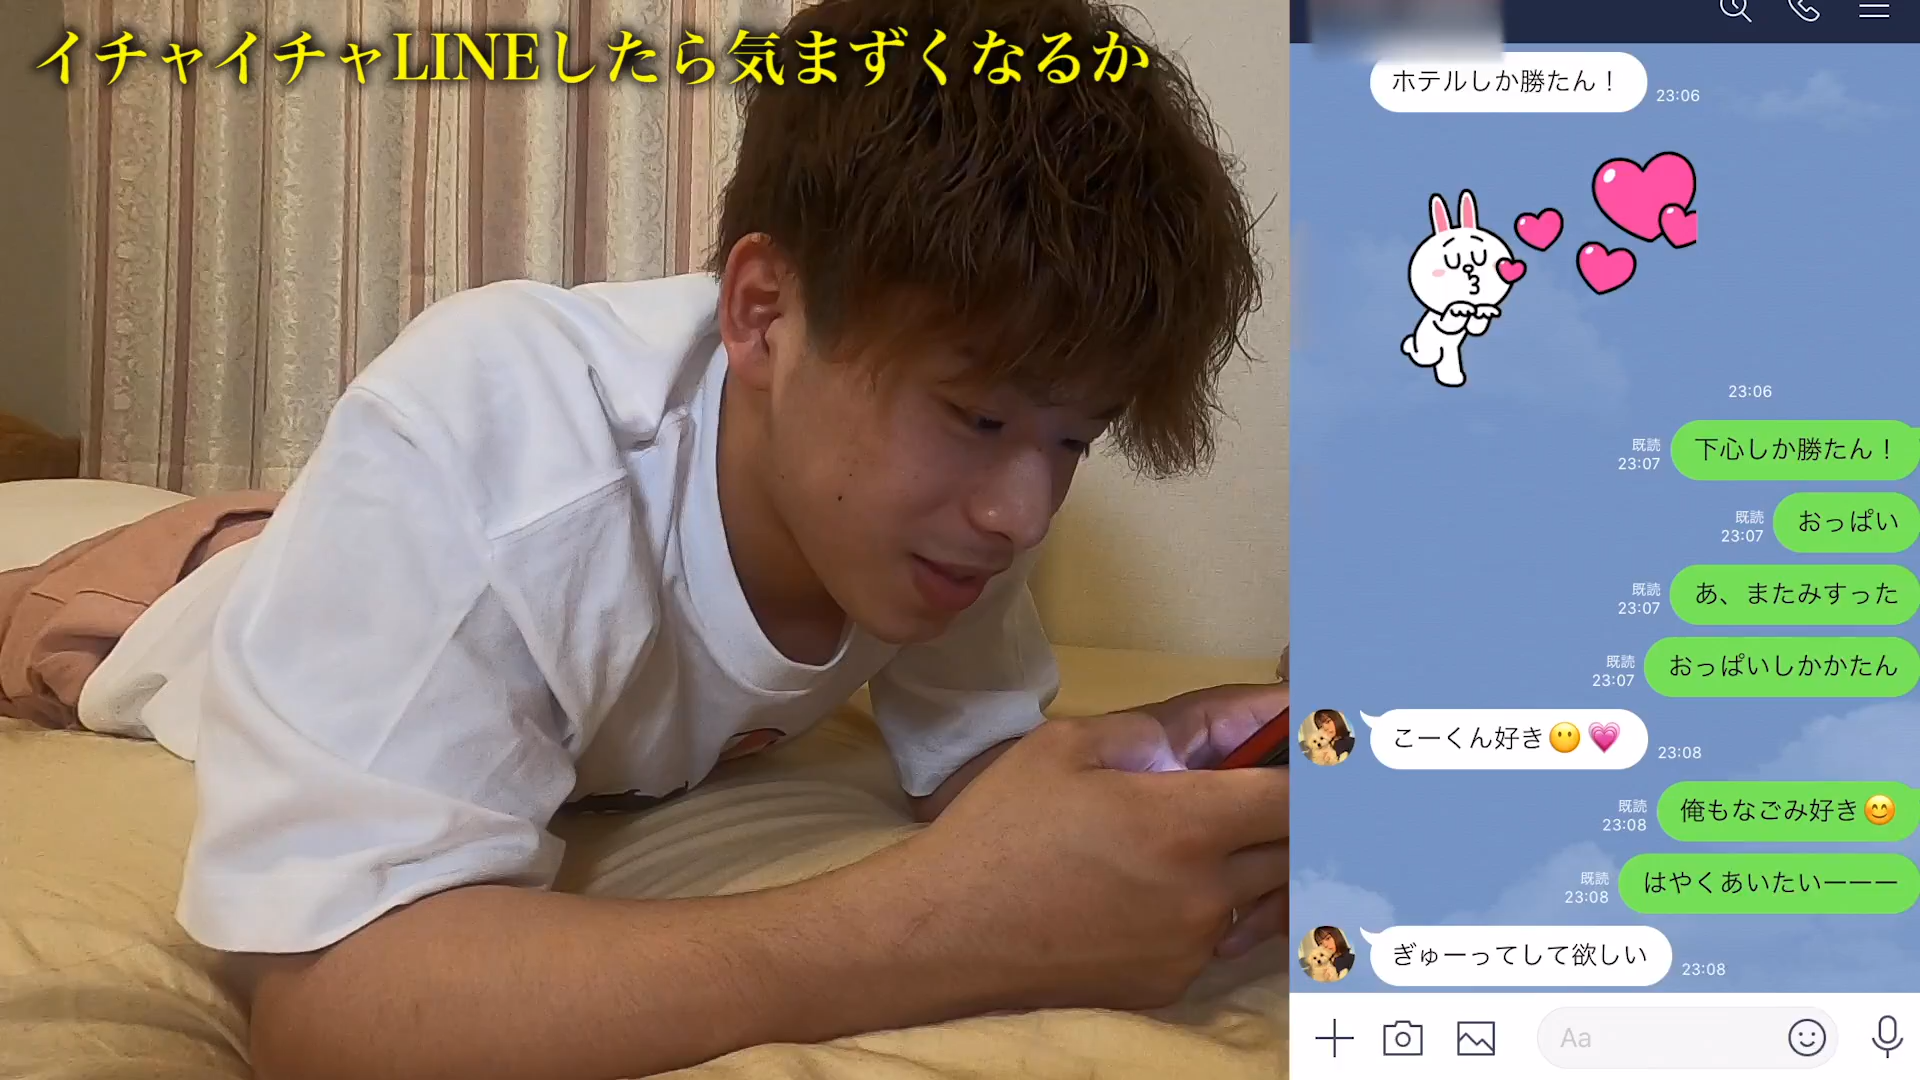 イチャイチャLINEしたら気まずくなるか
ホテルしか勝たん！
23:06
23:06
下心しか勝たん！
既読
23:07
おっぱい
既読
23:07
あ、またみすった
既読
23:07
おっぱいしかかたん
既読
23:07
こーくん好き😶💗
23:08
俺もなごみ好き😊
既読
23:08
はやくあいたいーーー
既読
23:08
ぎゅーってして欲しい
23:08
Aa